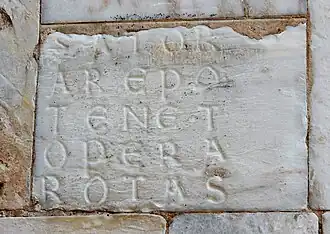 SATOR
AREPO
TENET
OPERA
ROTAS